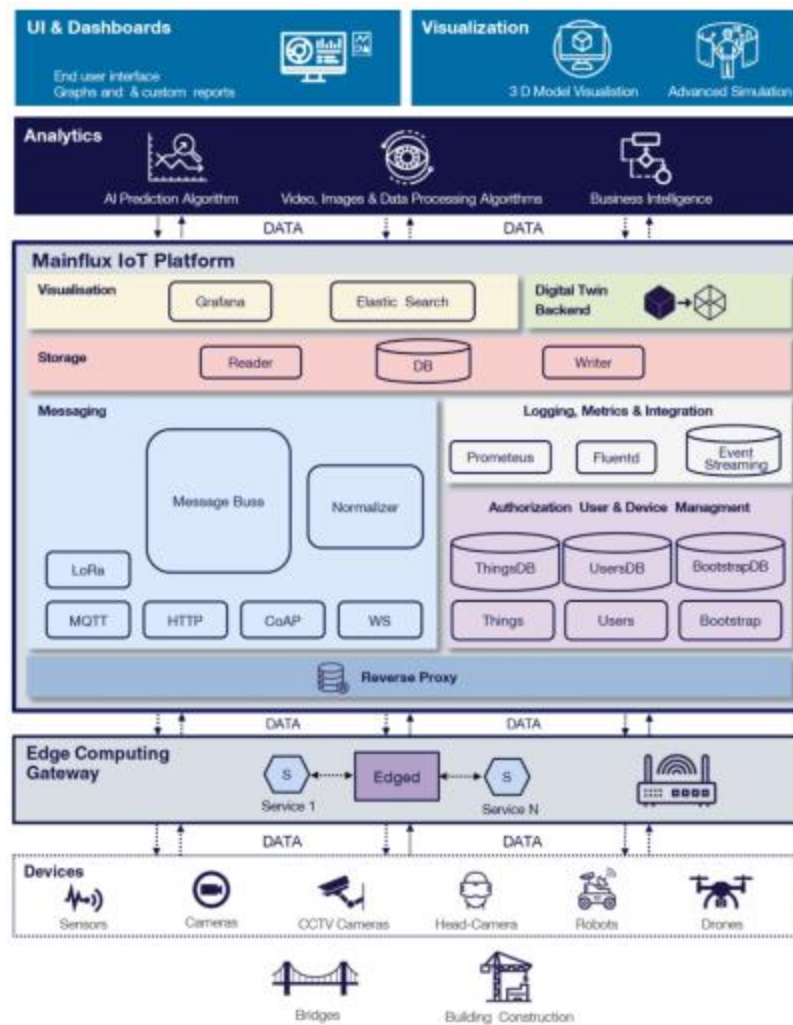 UI & Dashboards
End user interface
Graphs and & custom reports
Visualization
3 D Model Visualistion
Advanced Simulation
Analytics
AI Prediction Algorithm
Video, Images & Data Processing Algorithms
Business Intelligence
DATA
DATA
Mainflux IoT Platform
Visualisation
Grafana
Elastic Search
Digital Twin
Backend
Storage
Reader
DB
Writer
Messaging
Message Buss
Normalizer
LoRa
MQTT
HTTP
CoAP
WS
Logging, Metrics & Integration
Prometeus
Fluentd
Event
Streaming
Authorization User & Device Managment
ThingsDB
UsersDB
BootstrapDB
Things
Users
Bootstrap
Reverse Proxy
DATA
DATA
Edge Computing
Gateway
S
Service 1
Edged
S
Service N
DATA
DATA
Devices
Sensors
Cameras
CCTV Cameras
Head-Camera
Robots
Drones
Bridges
Building Construction